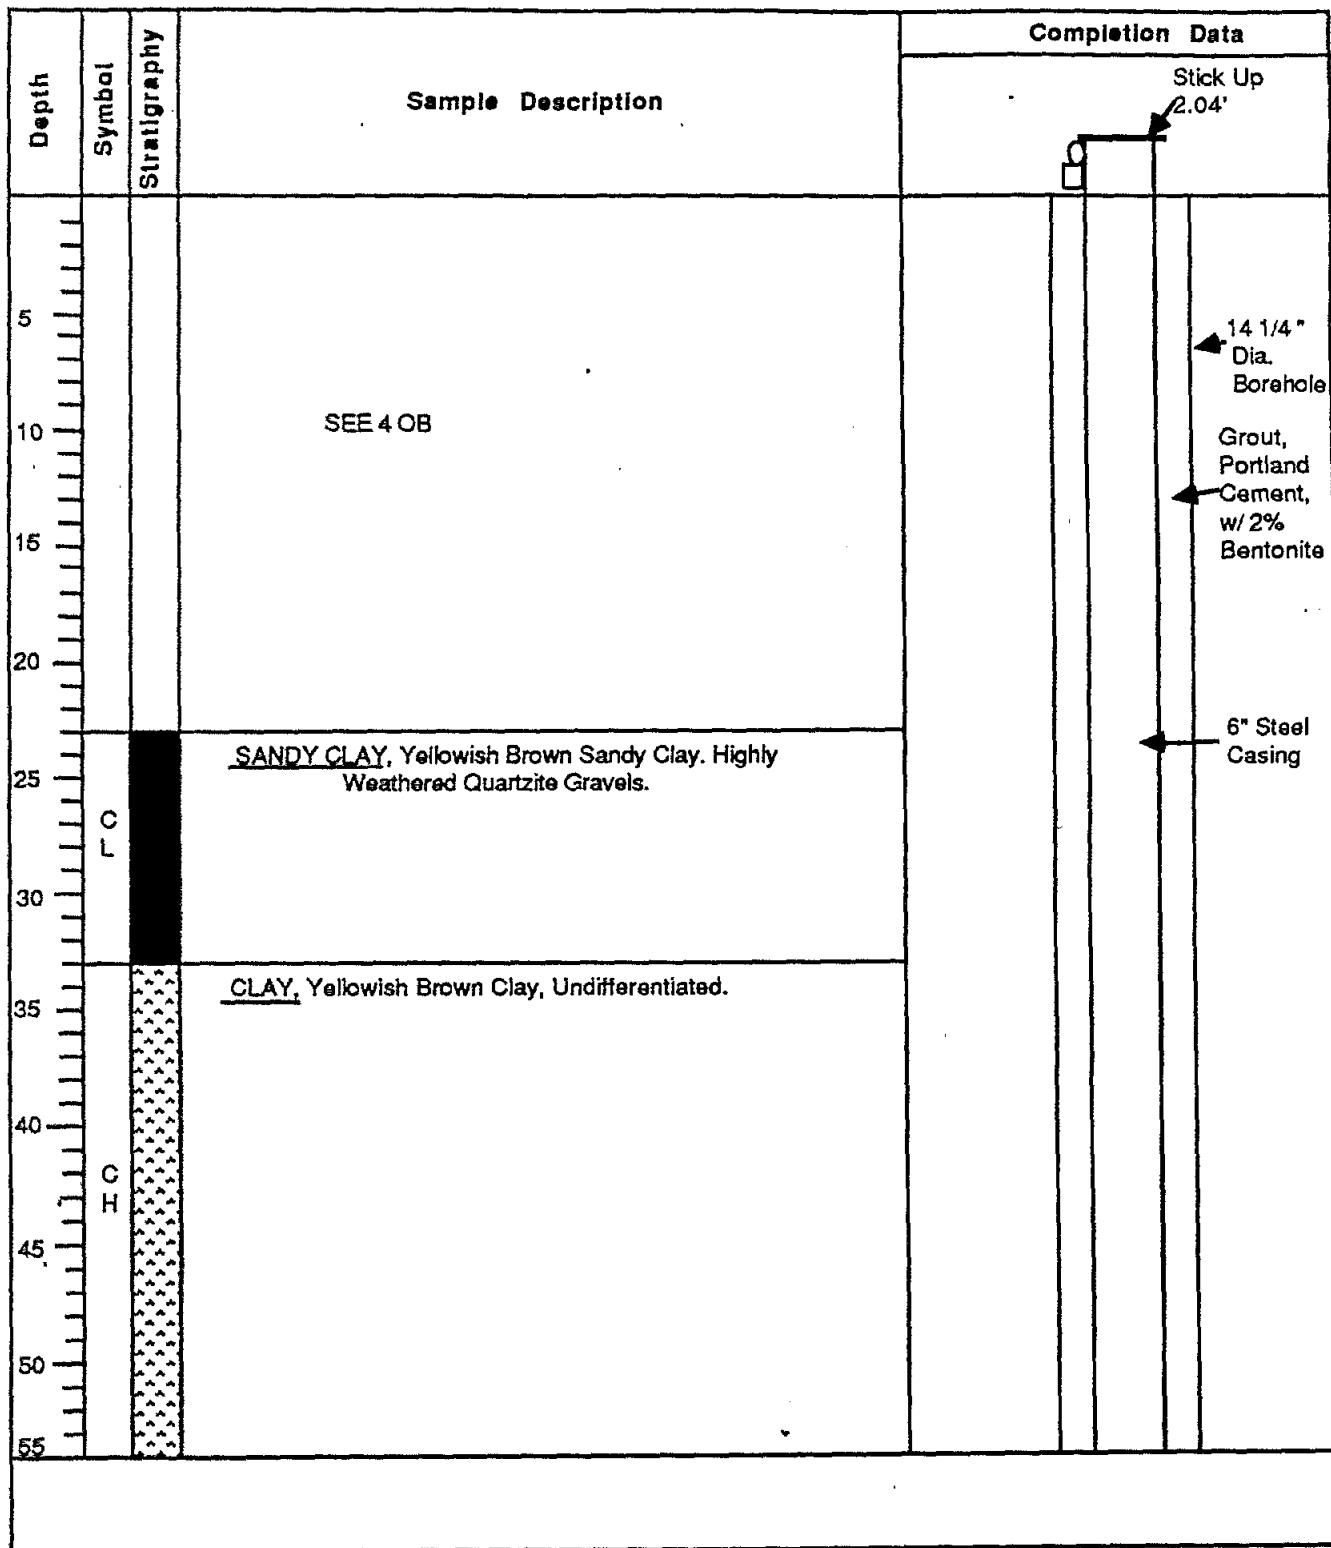 Depth
Symbol
Stratigraphy
Sample Description
Completion Data
Stick Up
2.04'
5
10
15
20
25
30
35
40
45
50
55
SEE 4 OB
C
L
SANDY CLAY, Yellowish Brown Sandy Clay. Highly
Weathered Quartzite Gravels.
C
H
CLAY, Yellowish Brown Clay, Undifferentiated.
14 1/4 "
Dia.
Borehole
Grout,
Portland
Cement,
w/ 2%
Bentonite
6" Steel
Casing